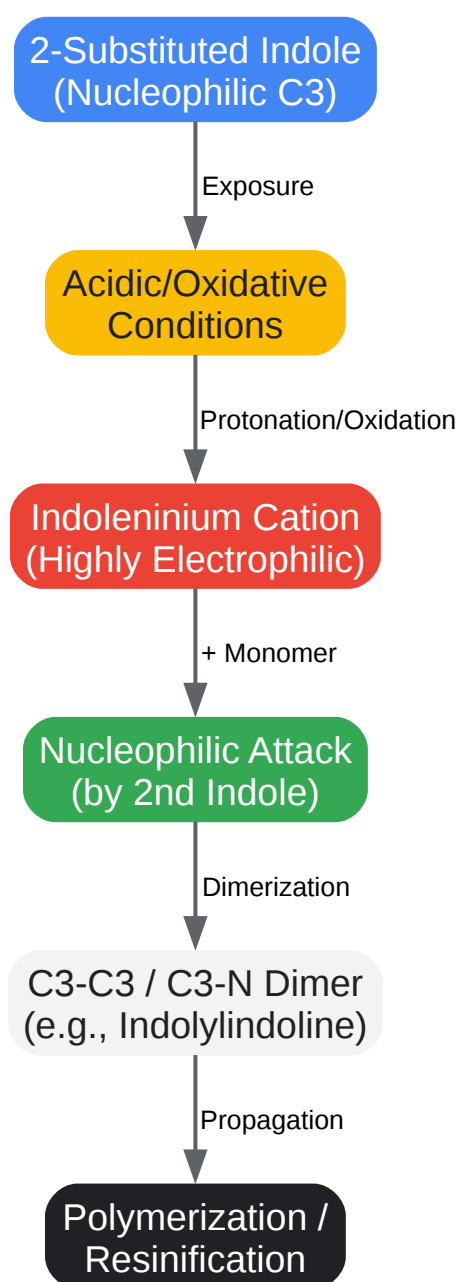 2-Substituted Indole
(Nucleophilic C3)
Exposure
Acidic/Oxidative
Conditions
Protonation/Oxidation
Indoleninium Cation
(Highly Electrophilic)
+ Monomer
Nucleophilic Attack
(by 2nd Indole)
Dimerization
C3-C3 / C3-N Dimer
(e.g., Indolylindoline)
Propagation
Polymerization /
Resinification